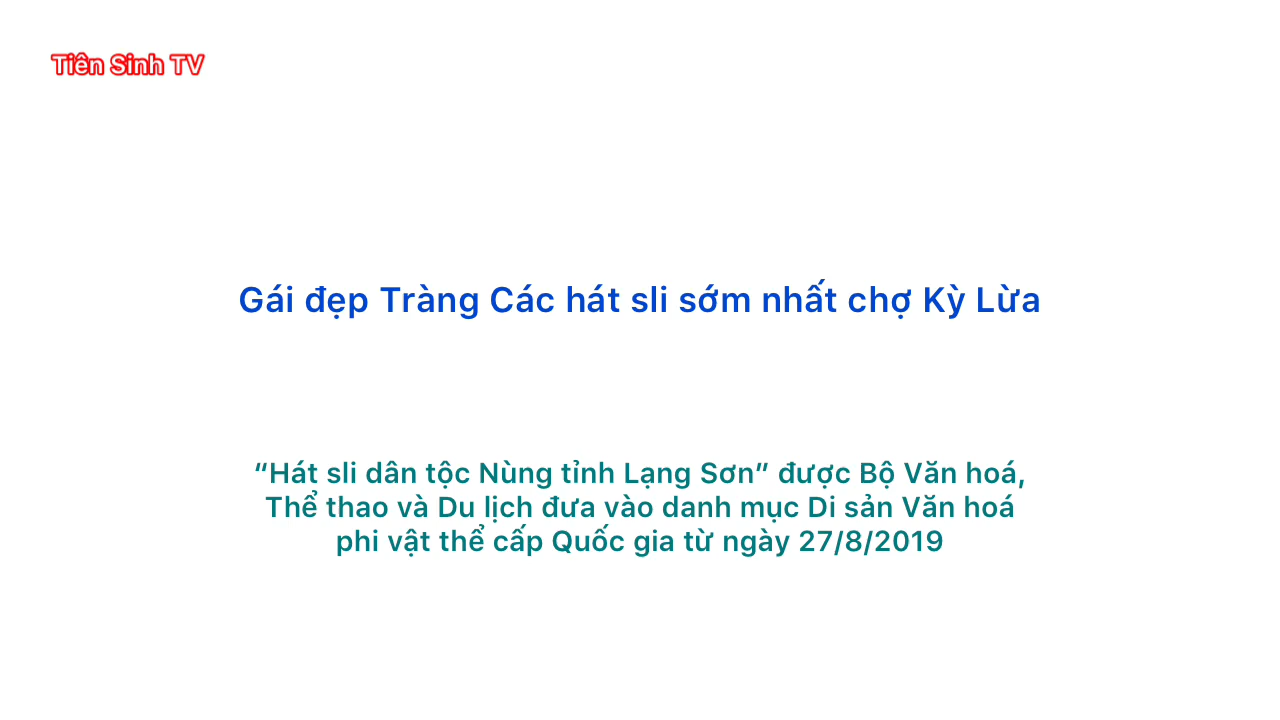 Tiên Sinh TV
Gái đẹp Tràng Các hát sli sớm nhất chợ Kỳ Lừa
“Hát sli dân tộc Nùng tỉnh Lạng Sơn” được Bộ Văn hoá,
Thể thao và Du lịch đưa vào danh mục Di sản Văn hoá
phi vật thể cấp Quốc gia từ ngày 27/8/2019